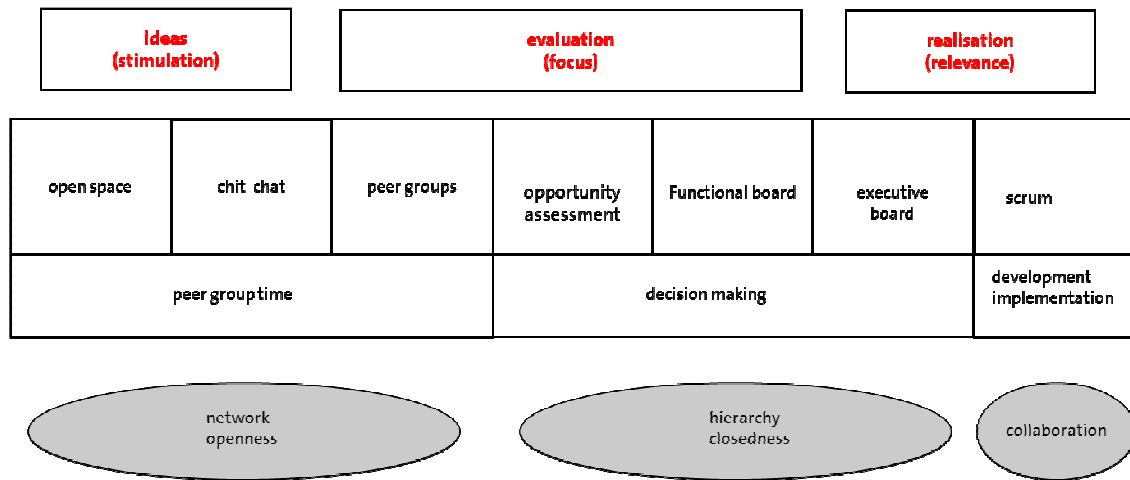 ideas
(stimulation)
evaluation
(focus)
realisation
(relevance)
open space
chit chat
peer groups
opportunity
assessment
Functional board
executive
board
scrum
peer group time
decision making
development
implementation
network
openness
hierarchy
closedness
collaboration